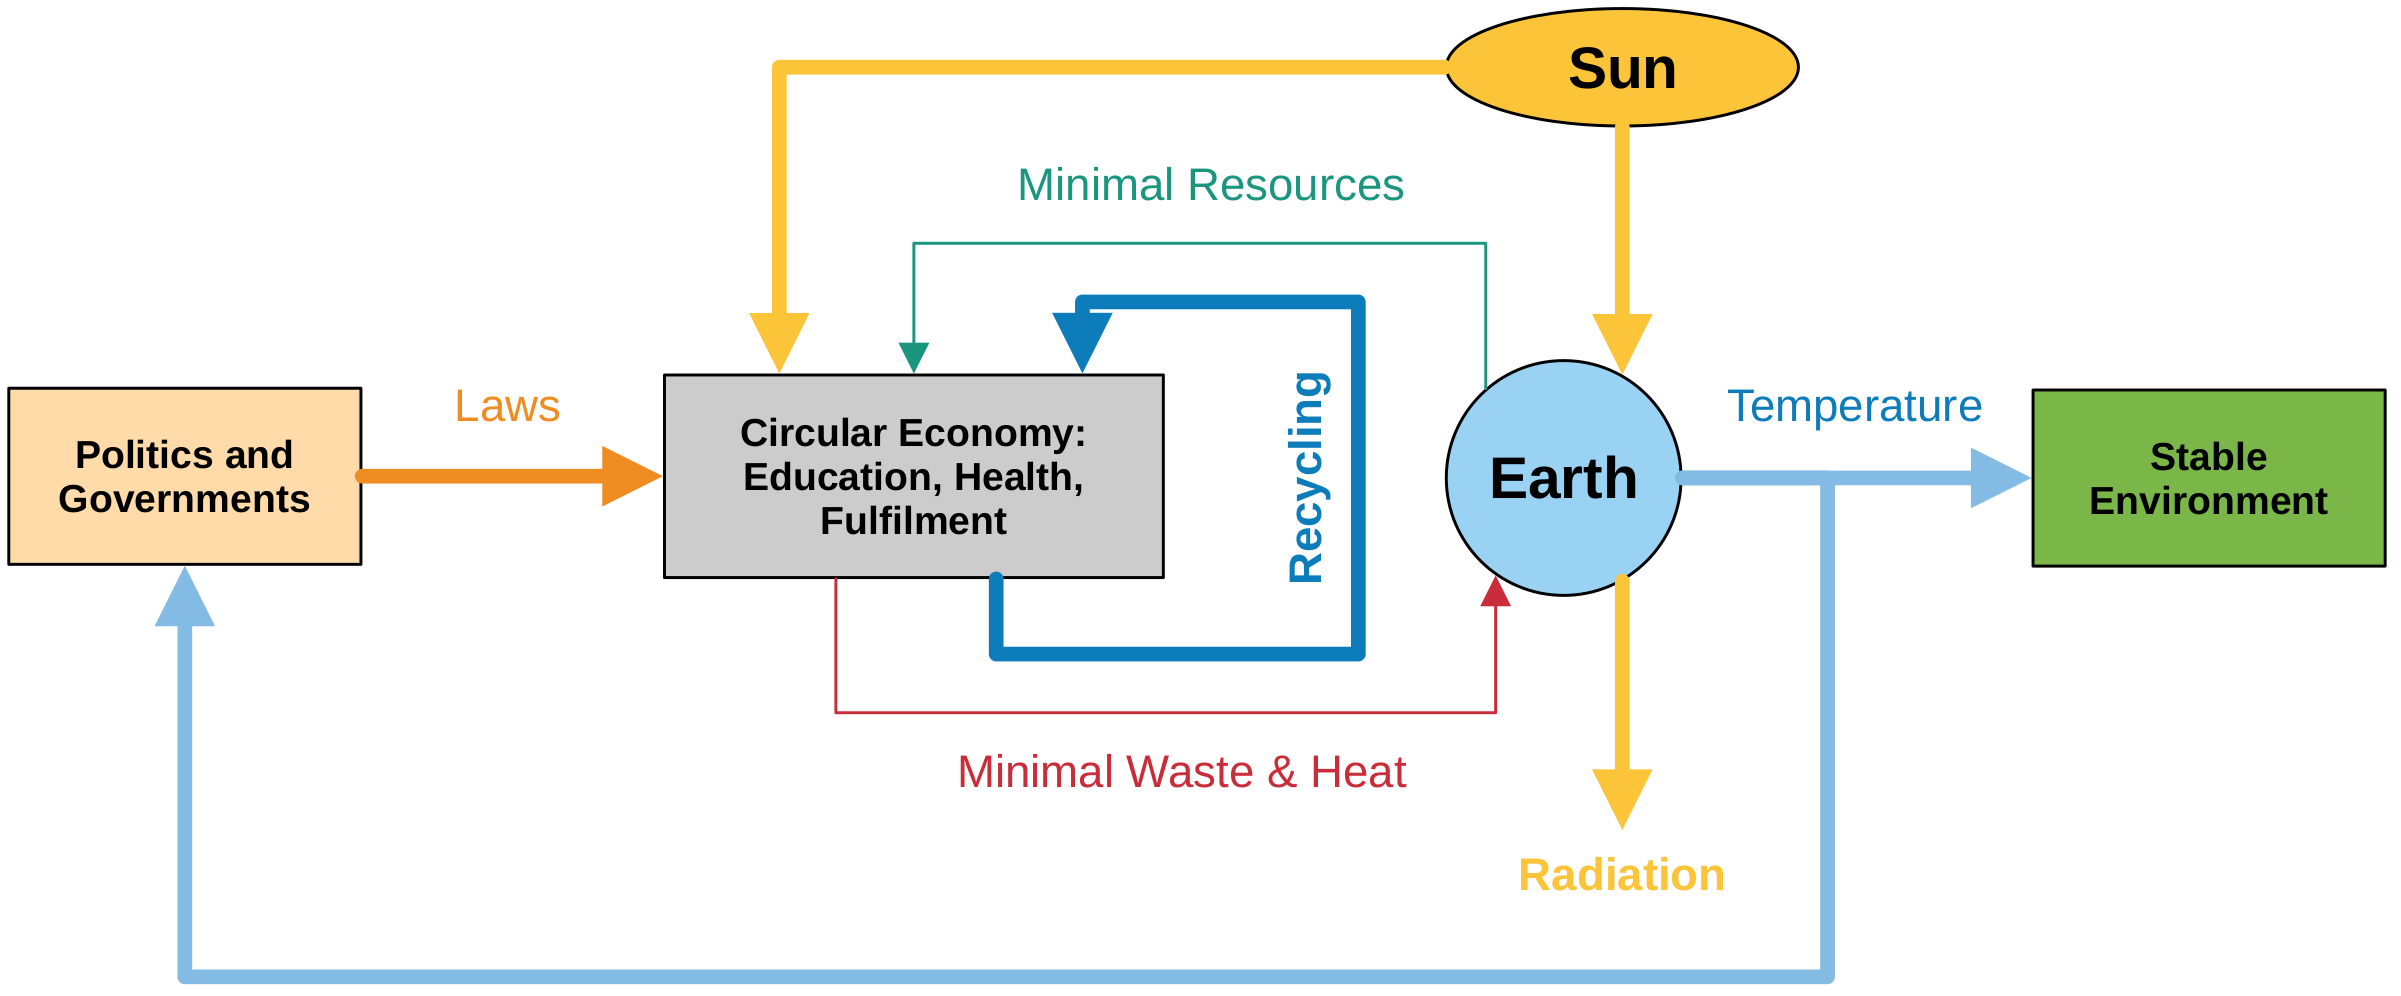 Sun
Minimal Resources
Laws
Temperature
Politics and
Governments
Circular Economy:
Education, Health,
Fulfilment
Recycling
Earth
Stable
Environment
Minimal Waste & Heat
Radiation